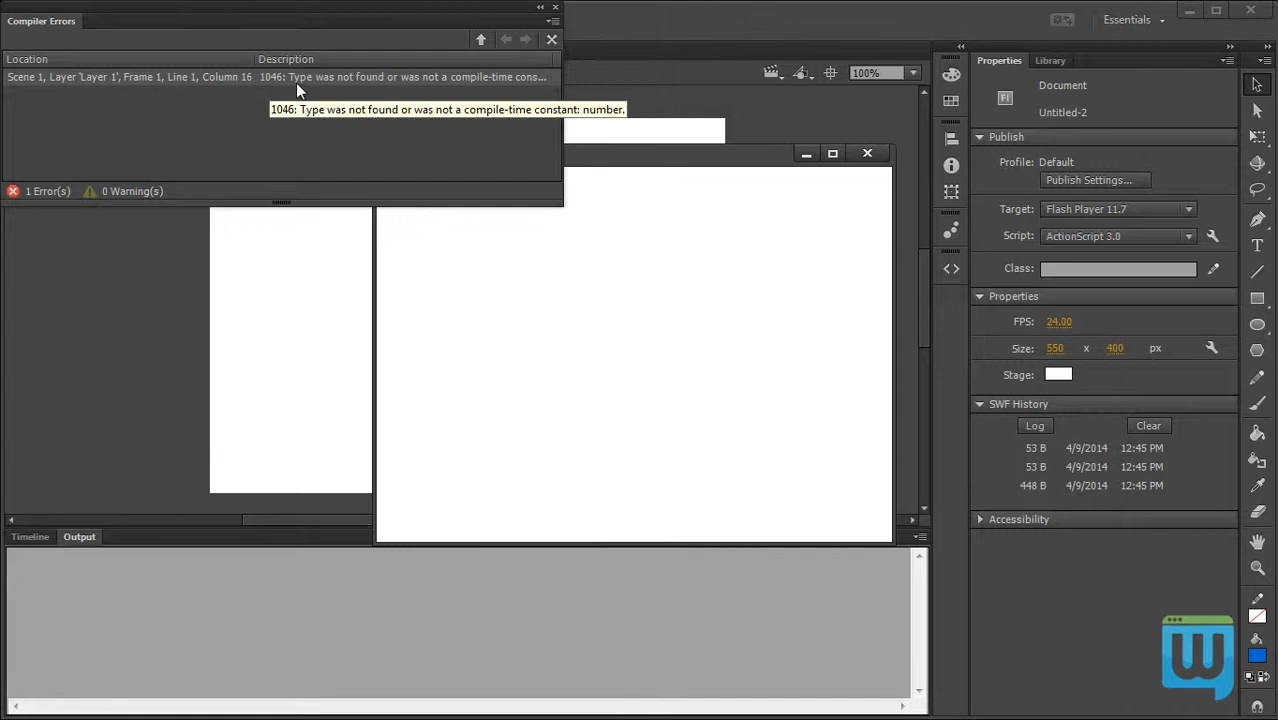 Compiler Errors
Essentials
Location Description
Scene 1, Layer 'Layer 1', Frame 1, Line 1, Column 16 1046: Type was not found or was not a compile-time cons...
1046: Type was not found or was not a compile-time constant: number.
1 Error(s) 0 Warning(s)
100%
Properties Library
Fl
Document
Untitled-2
Publish
Profile: Default
Publish Settings...
Target: Flash Player 11.7
Script: ActionScript 3.0
Class:
Properties
FPS: 24.00
Size: 550 x 400 px
Stage:
SWF History
Log Clear
53 B 4/9/2014 12:45 PM
53 B 4/9/2014 12:45 PM
448 B 4/9/2014 12:45 PM
Accessibility
Timeline Output
W